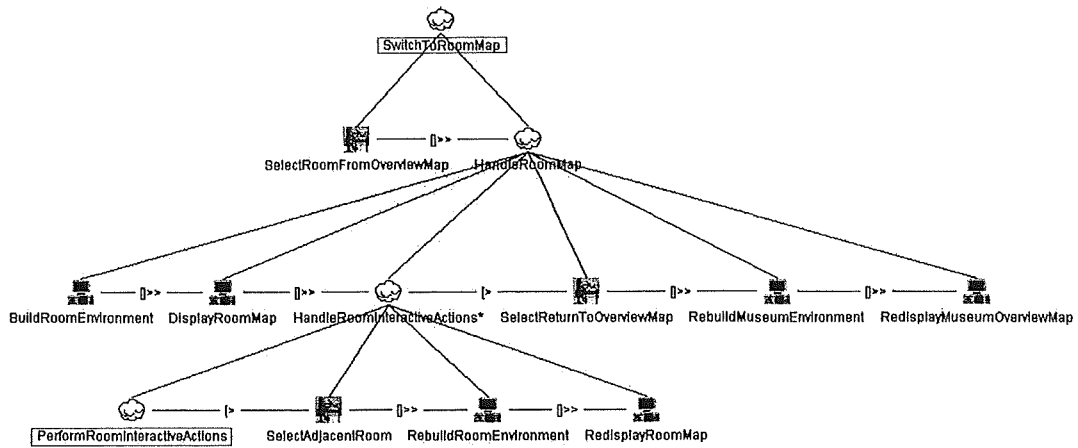 SwitchToRoomMap
[]>>
SelectRoomFromOverviewMap HandleRoomMap
[]>> []>> [> []>> []>>
BuildRoomEnvironment DisplayRoomMap HandleRoomInteractiveActions* SelectReturnToOverviewMap RebuildMuseumEnvironment RedisplayMuseumOverviewMap
[> []>> []>>
PerformRoomInteractiveActions SelectAdjacentRoom RebuildRoomEnvironment RedisplayRoomMap